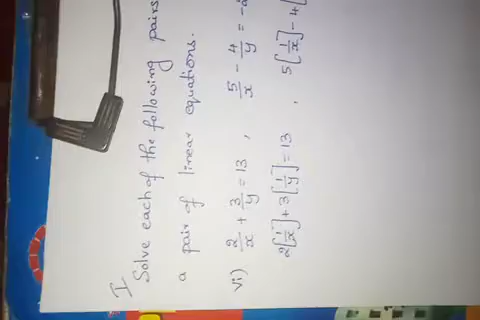 I
Solve each of the following pairs
a pair of linear equations.
vi) 2/x + 3/y = 13 , 5/x - 4/y = -
2[1/x] + 3[1/y] = 13 , 5[1/x] - 4[